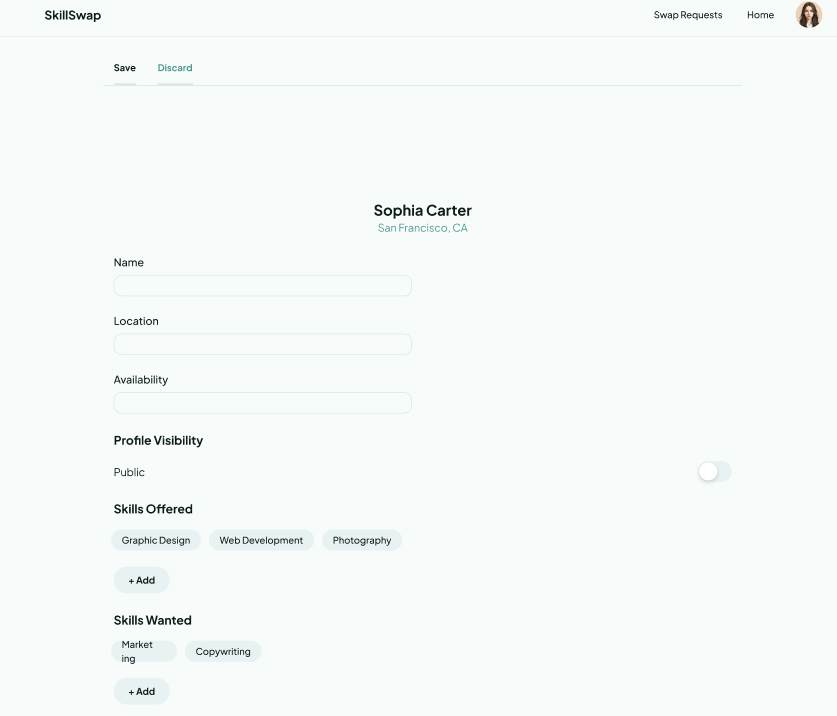 SkillSwap
Swap Requests Home
Save Discard
Sophia Carter
San Francisco, CA
Name
Location
Availability
Profile Visibility
Public
Skills Offered
Graphic Design Web Development Photography
+ Add
Skills Wanted
Market
ing
Copywriting
+ Add